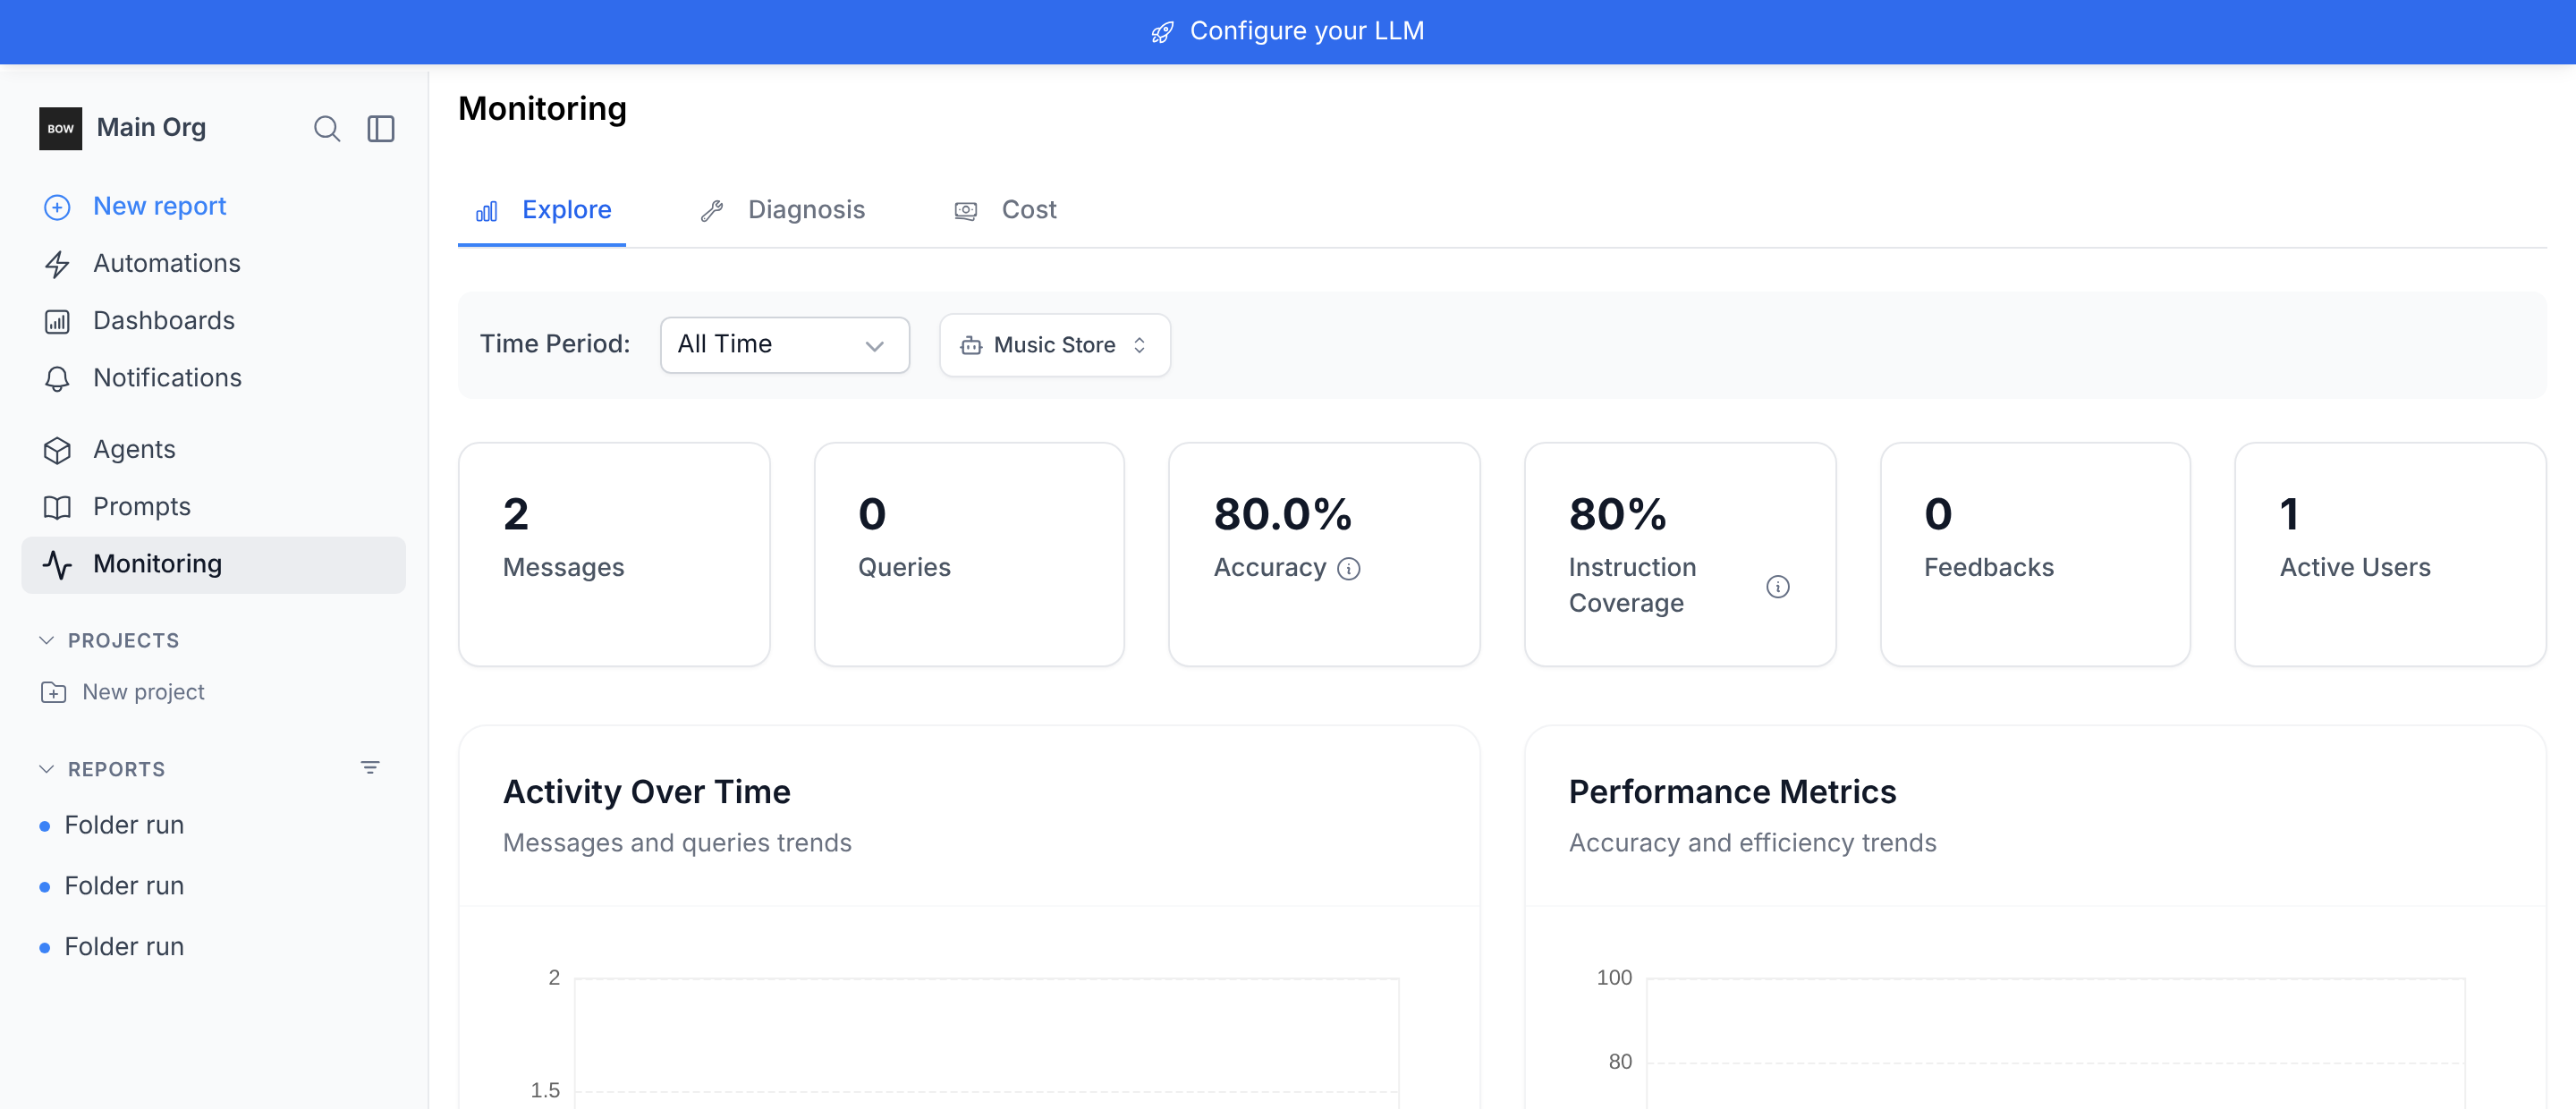 Configure your LLM
BOW Main Org
New report
Automations
Dashboards
Notifications
Agents
Prompts
Monitoring
PROJECTS
New project
REPORTS
Folder run
Folder run
Folder run
Monitoring
Explore Diagnosis Cost
Time Period: All Time Music Store
2
Messages
0
Queries
80.0%
Accuracy
80%
Instruction
Coverage
0
Feedbacks
1
Active Users
Activity Over Time
Messages and queries trends
2
1.5
Performance Metrics
Accuracy and efficiency trends
100
80